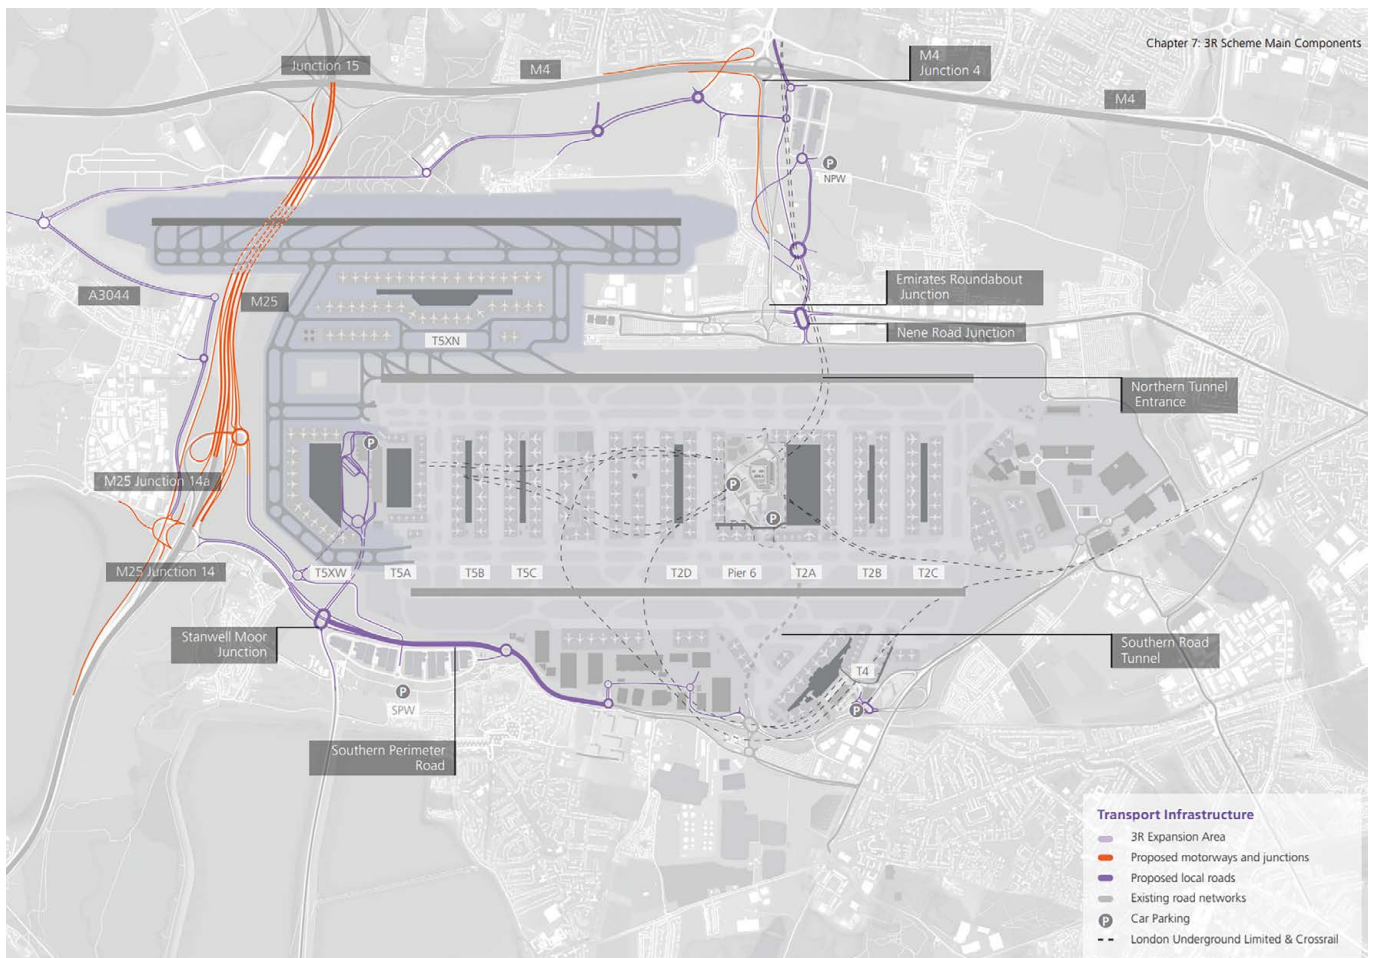 Chapter 7: 3R Scheme Main Components
Junction 15
M4
M4
Junction 4
M4
P
NPW
A3044
M25
Emirates Roundabout
Junction
Nene Road Junction
T5XN
Northern Tunnel
Entrance
P
M25 Junction 14a
P
P
M25 Junction 14
T5XW
T5A
T5B
T5C
T2D
Pier 6
T2A
T2B
T2C
Stanwell Moor
Junction
Southern Road
Tunnel
T4
P
SPW
P
Southern Perimeter
Road
Transport Infrastructure
3R Expansion Area
Proposed motorways and junctions
Proposed local roads
Existing road networks
P
Car Parking
London Underground Limited & Crossrail